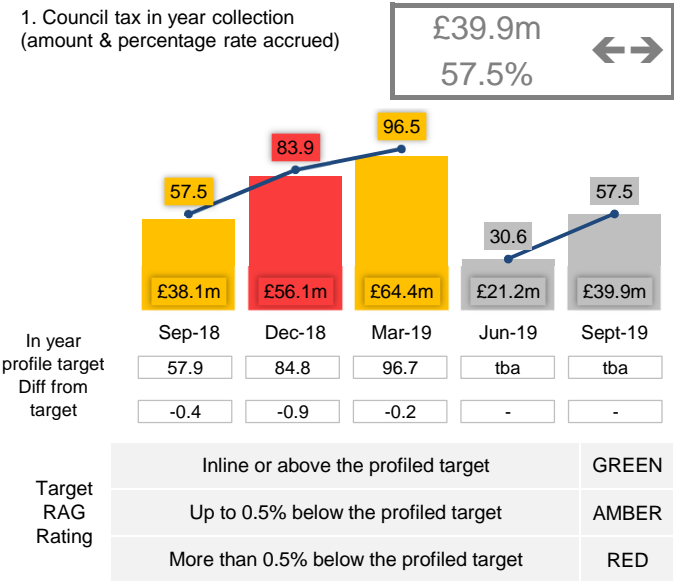 1. Council tax in year collection
(amount & percentage rate accrued)
£39.9m
57.5%
57.5
83.9
96.5
30.6
57.5
£38.1m
£56.1m
£64.4m
£21.2m
£39.9m
Sep-18
Dec-18
Mar-19
Jun-19
Sept-19
In year
profile target
57.9
84.8
96.7
tba
tba
Diff from
target
-0.4
-0.9
-0.2
-
-
Target
RAG
Rating
Inline or above the profiled target
GREEN
Up to 0.5% below the profiled target
AMBER
More than 0.5% below the profiled target
RED